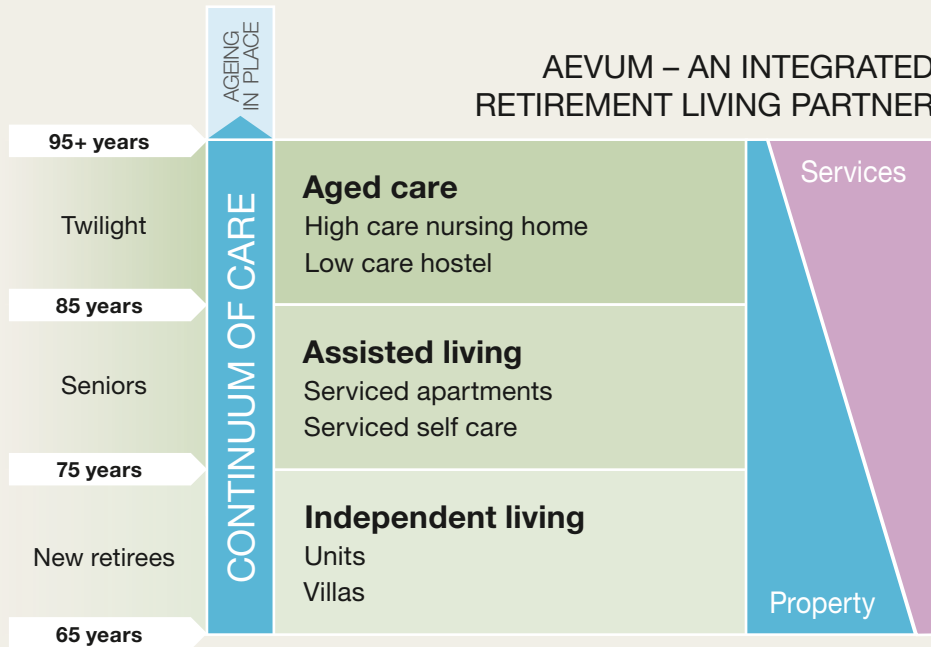 AGEING
IN PLACE
AEVUM – AN INTEGRATED
RETIREMENT LIVING PARTNER
95+ years
Twilight
85 years
Seniors
75 years
New retirees
65 years
CONTINUUM OF CARE
Aged care
High care nursing home
Low care hostel
Assisted living
Serviced apartments
Serviced self care
Independent living
Units
Villas
Services
Property